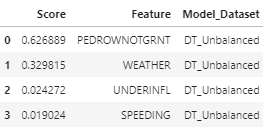 Score Feature Model_Dataset
0 0.626889 PEDROWNOTGRNT DT_Unbalanced
1 0.329815 WEATHER DT_Unbalanced
2 0.024272 UNDERINFL DT_Unbalanced
3 0.019024 SPEEDING DT_Unbalanced